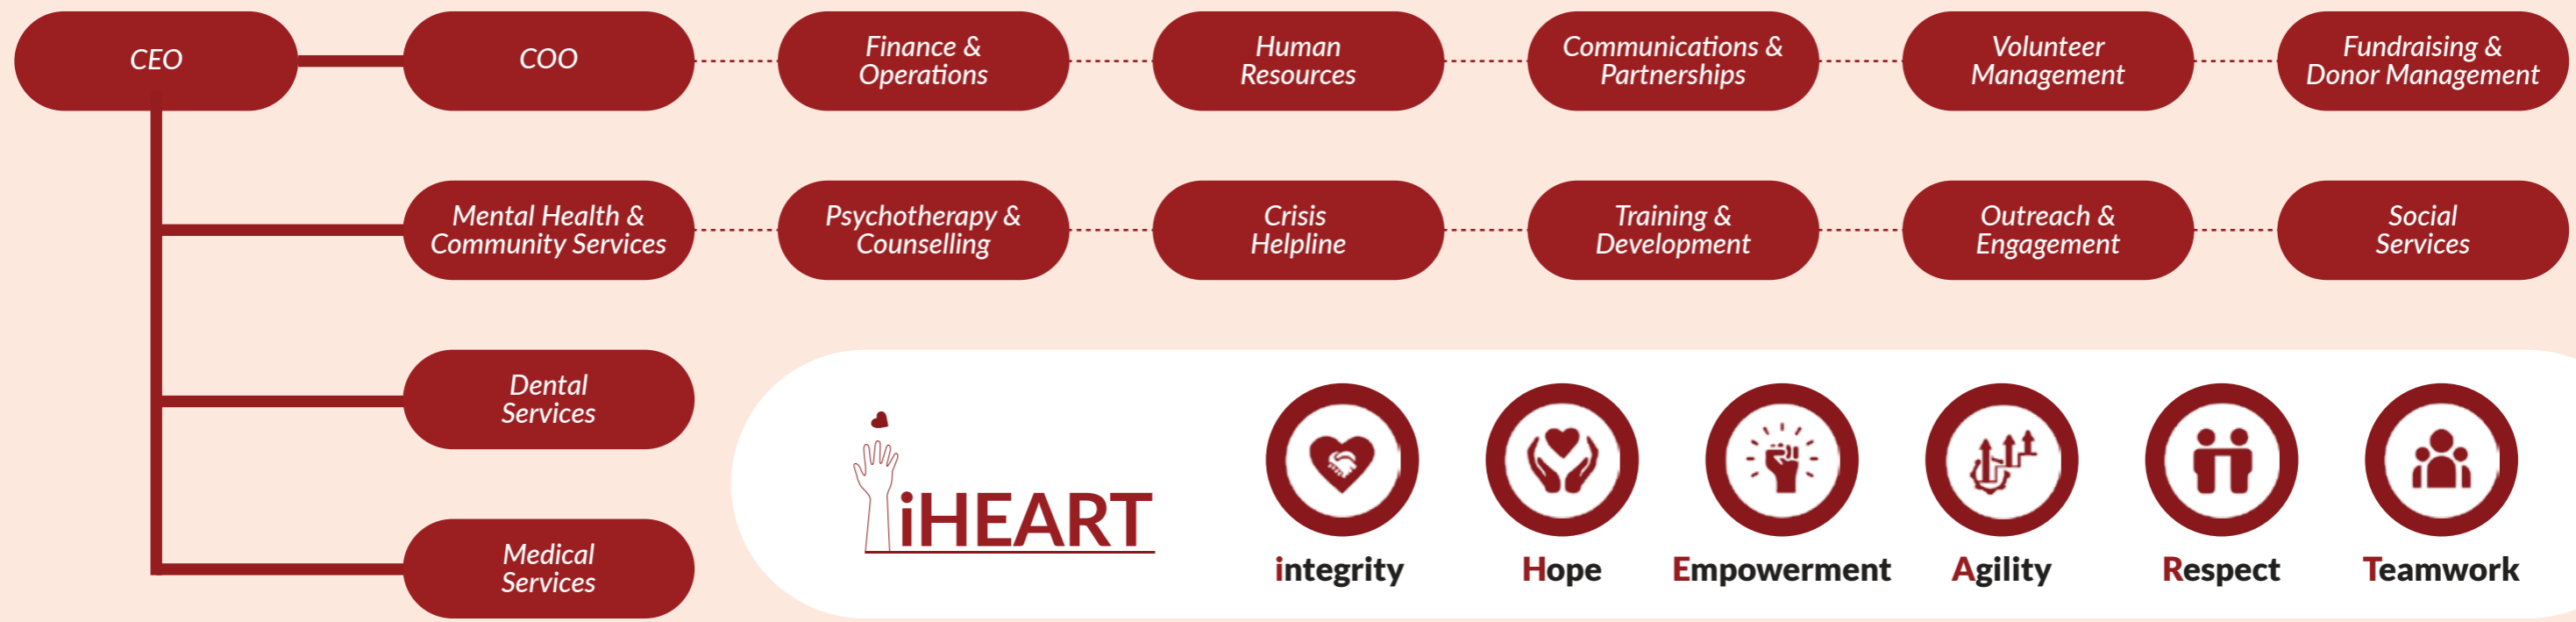 CEO
COO
Finance &
Operations
Human
Resources
Communications &
Partnerships
Volunteer
Management
Fundraising &
Donor Management
Mental Health &
Community Services
Psychotherapy &
Counselling
Crisis
Helpline
Training &
Development
Outreach &
Engagement
Social
Services
Dental
Services
Medical
Services
iHEART
integrity
Hope
Empowerment
Agility
Respect
Teamwork